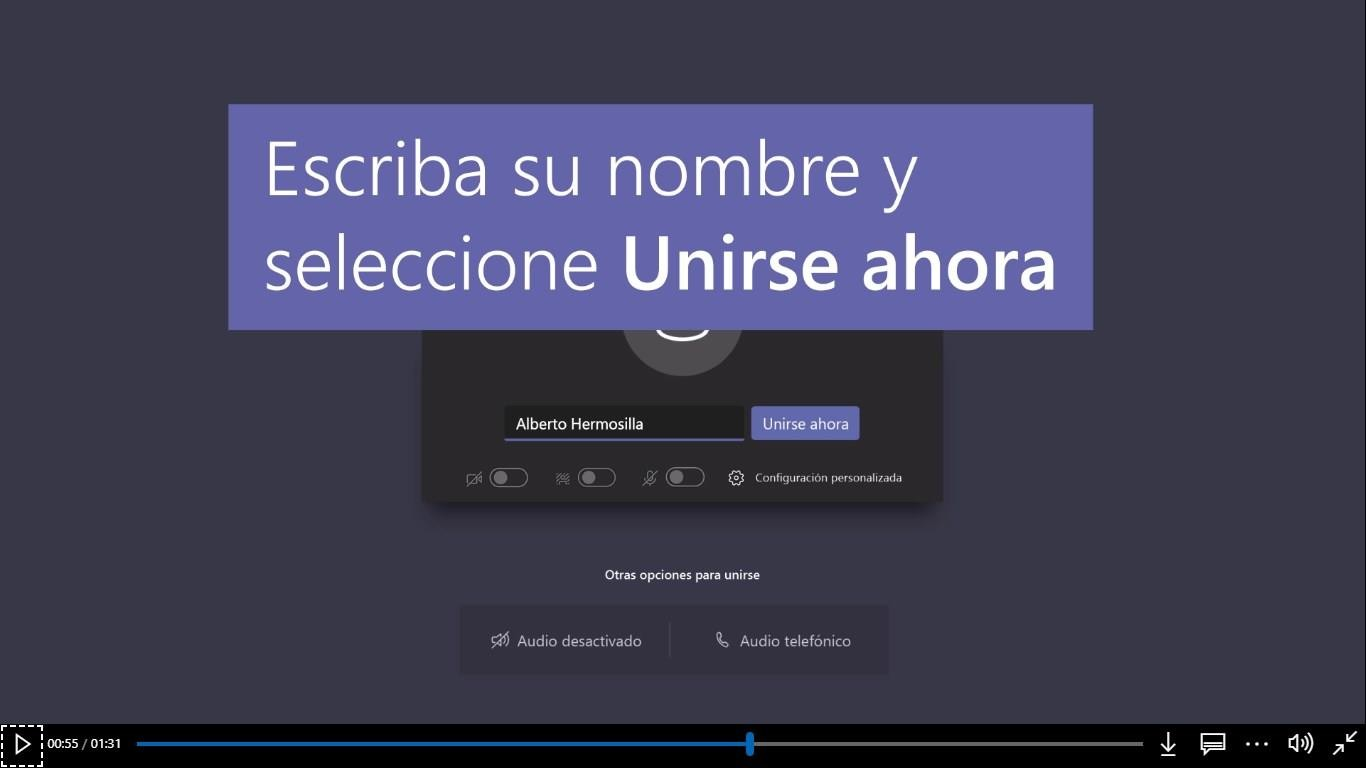 Escriba su nombre y
seleccione Unirse ahora
Alberto Hermosilla
Unirse ahora
Configuración personalizada
Otras opciones para unirse
Audio desactivado
Audio telefónico
00:55 / 01:31